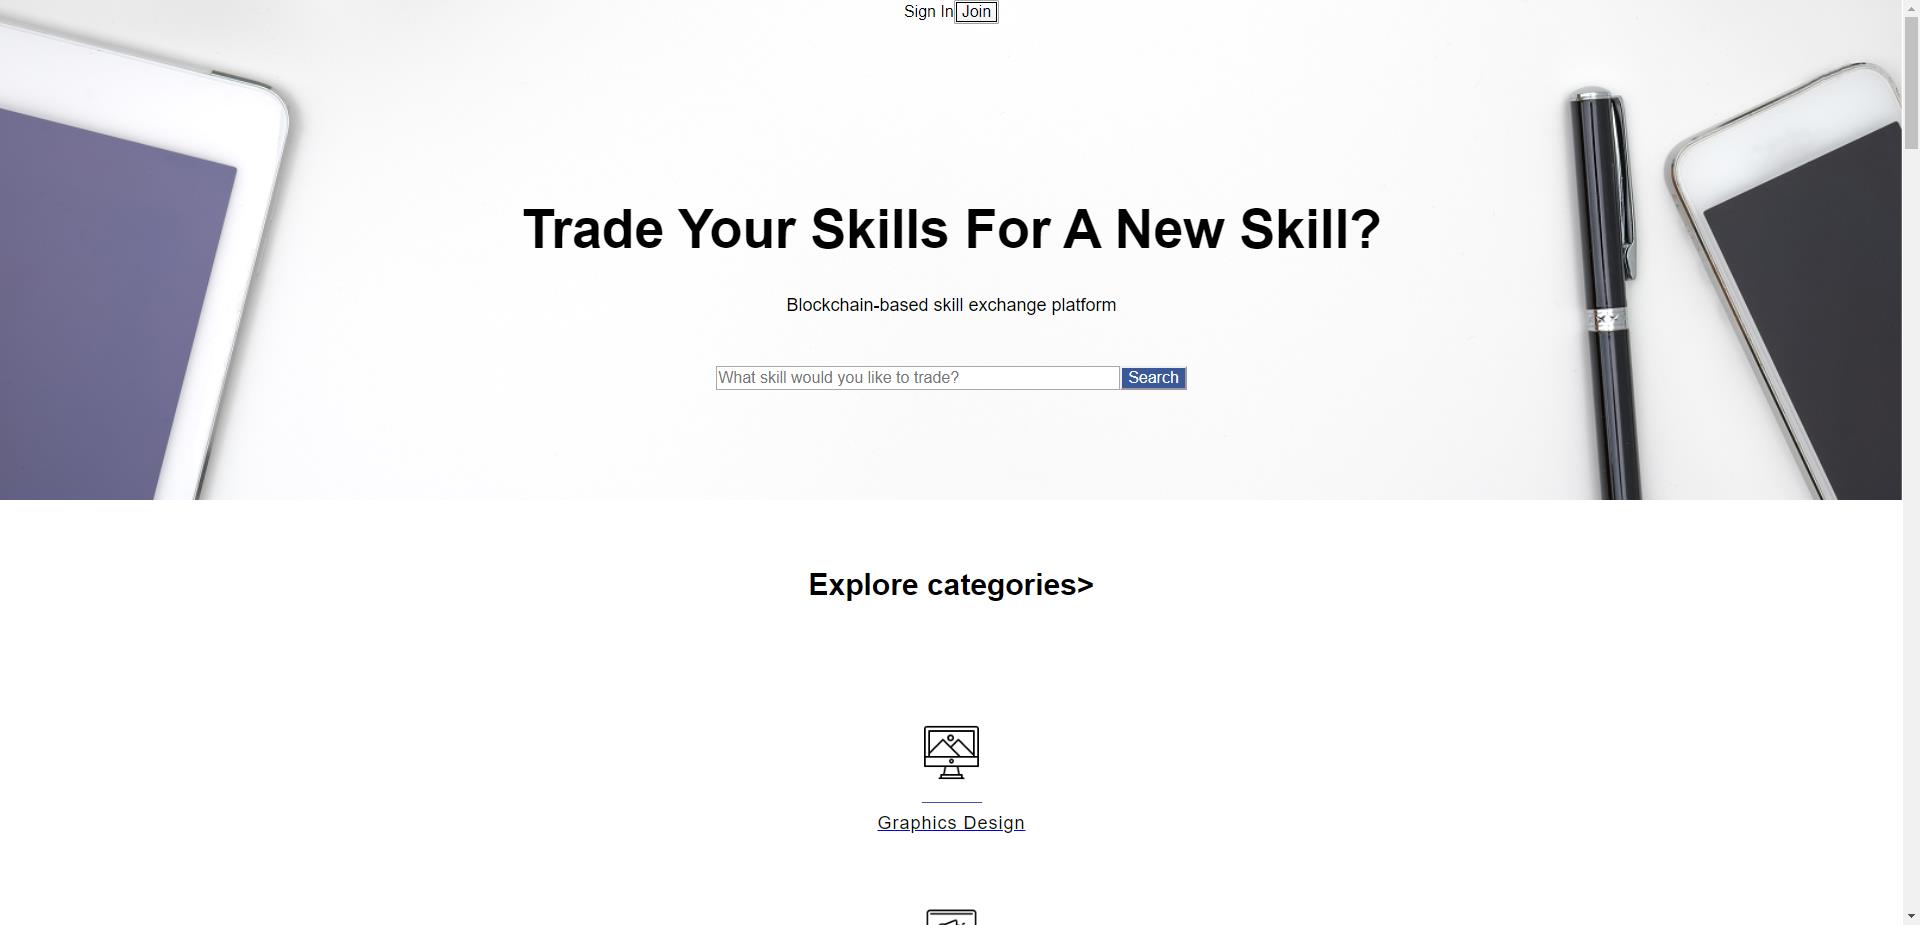 Sign In Join
Trade Your Skills For A New Skill?
Blockchain-based skill exchange platform
What skill would you like to trade? Search
Explore categories>
Graphics Design